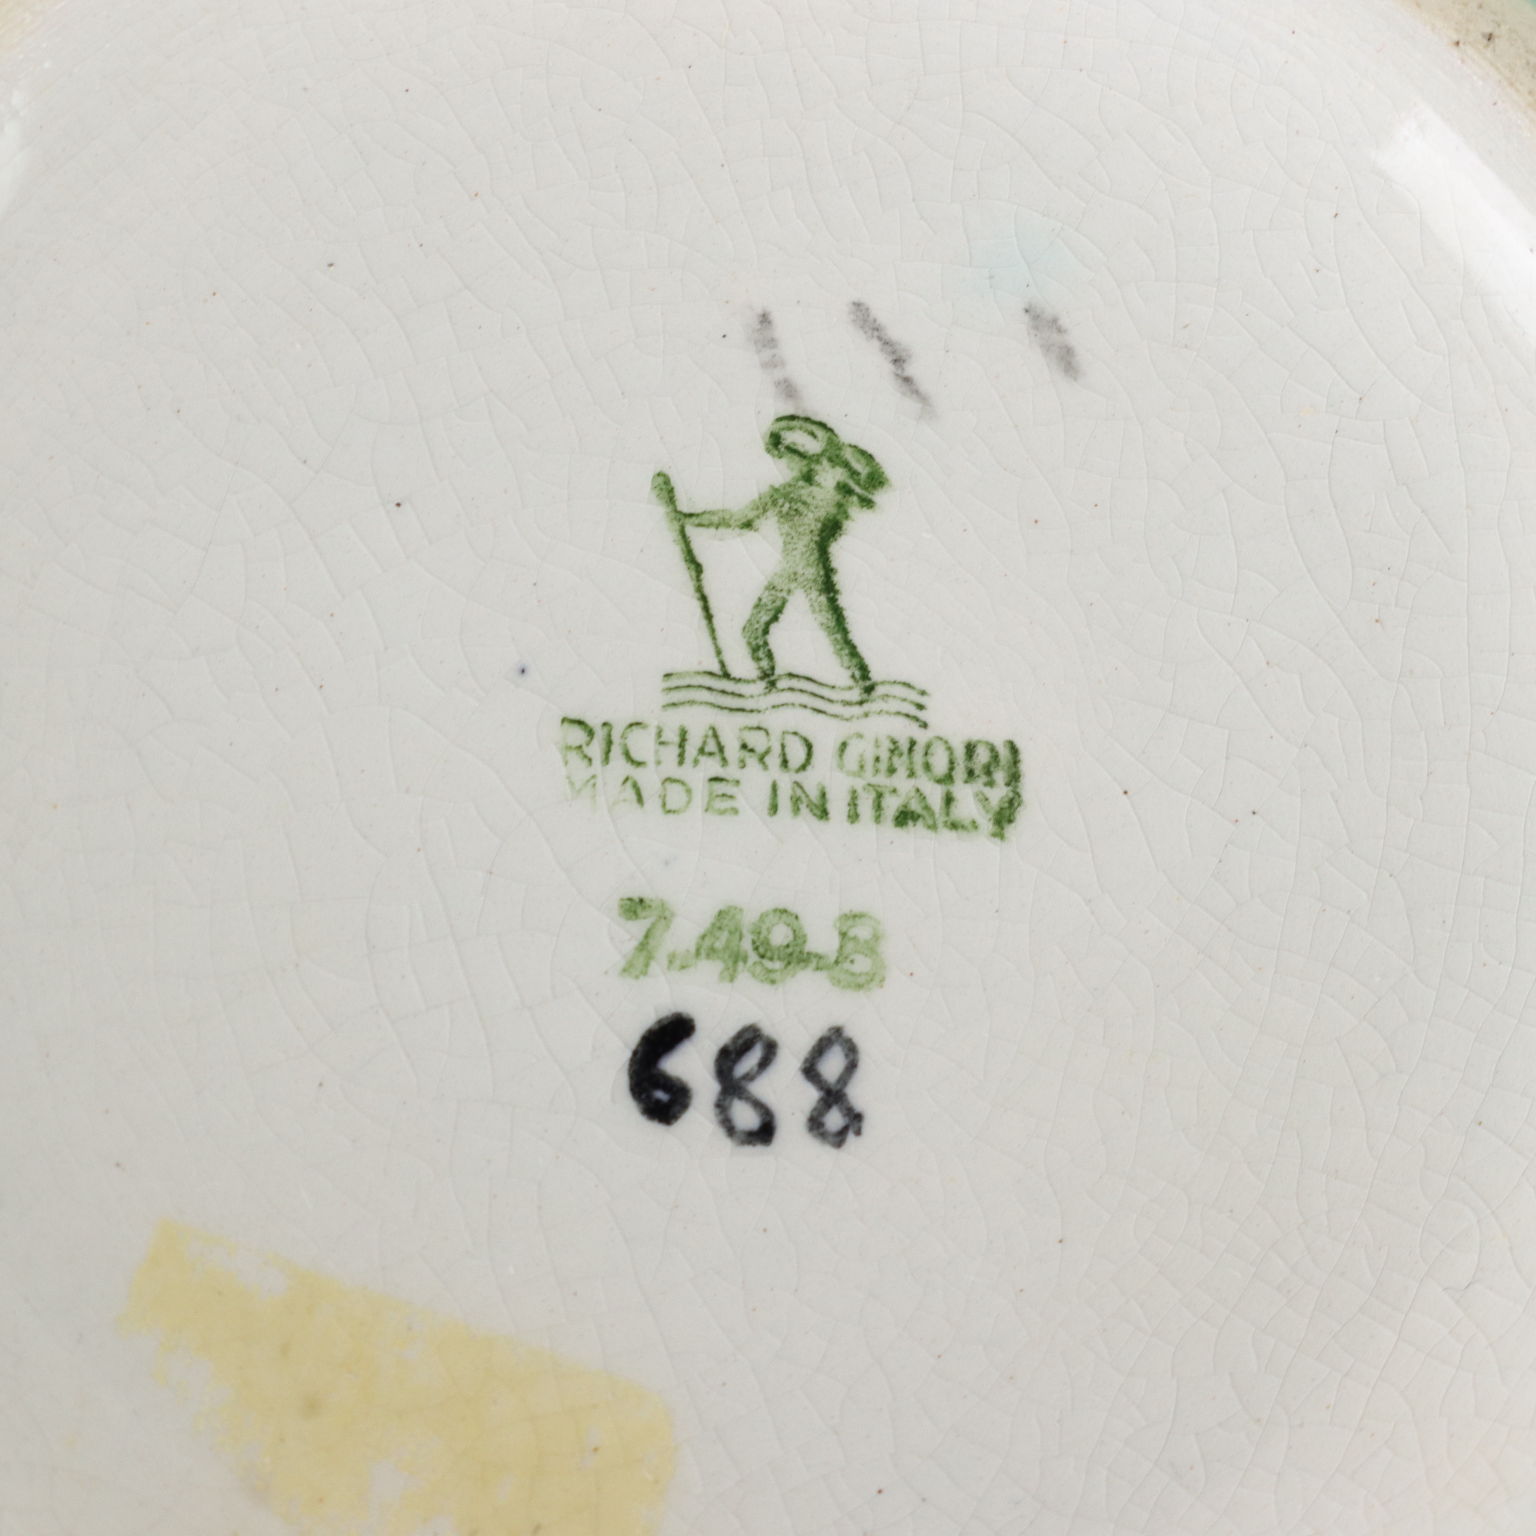 RICHARD GINORI
MADE IN ITALY
7-49-8
688